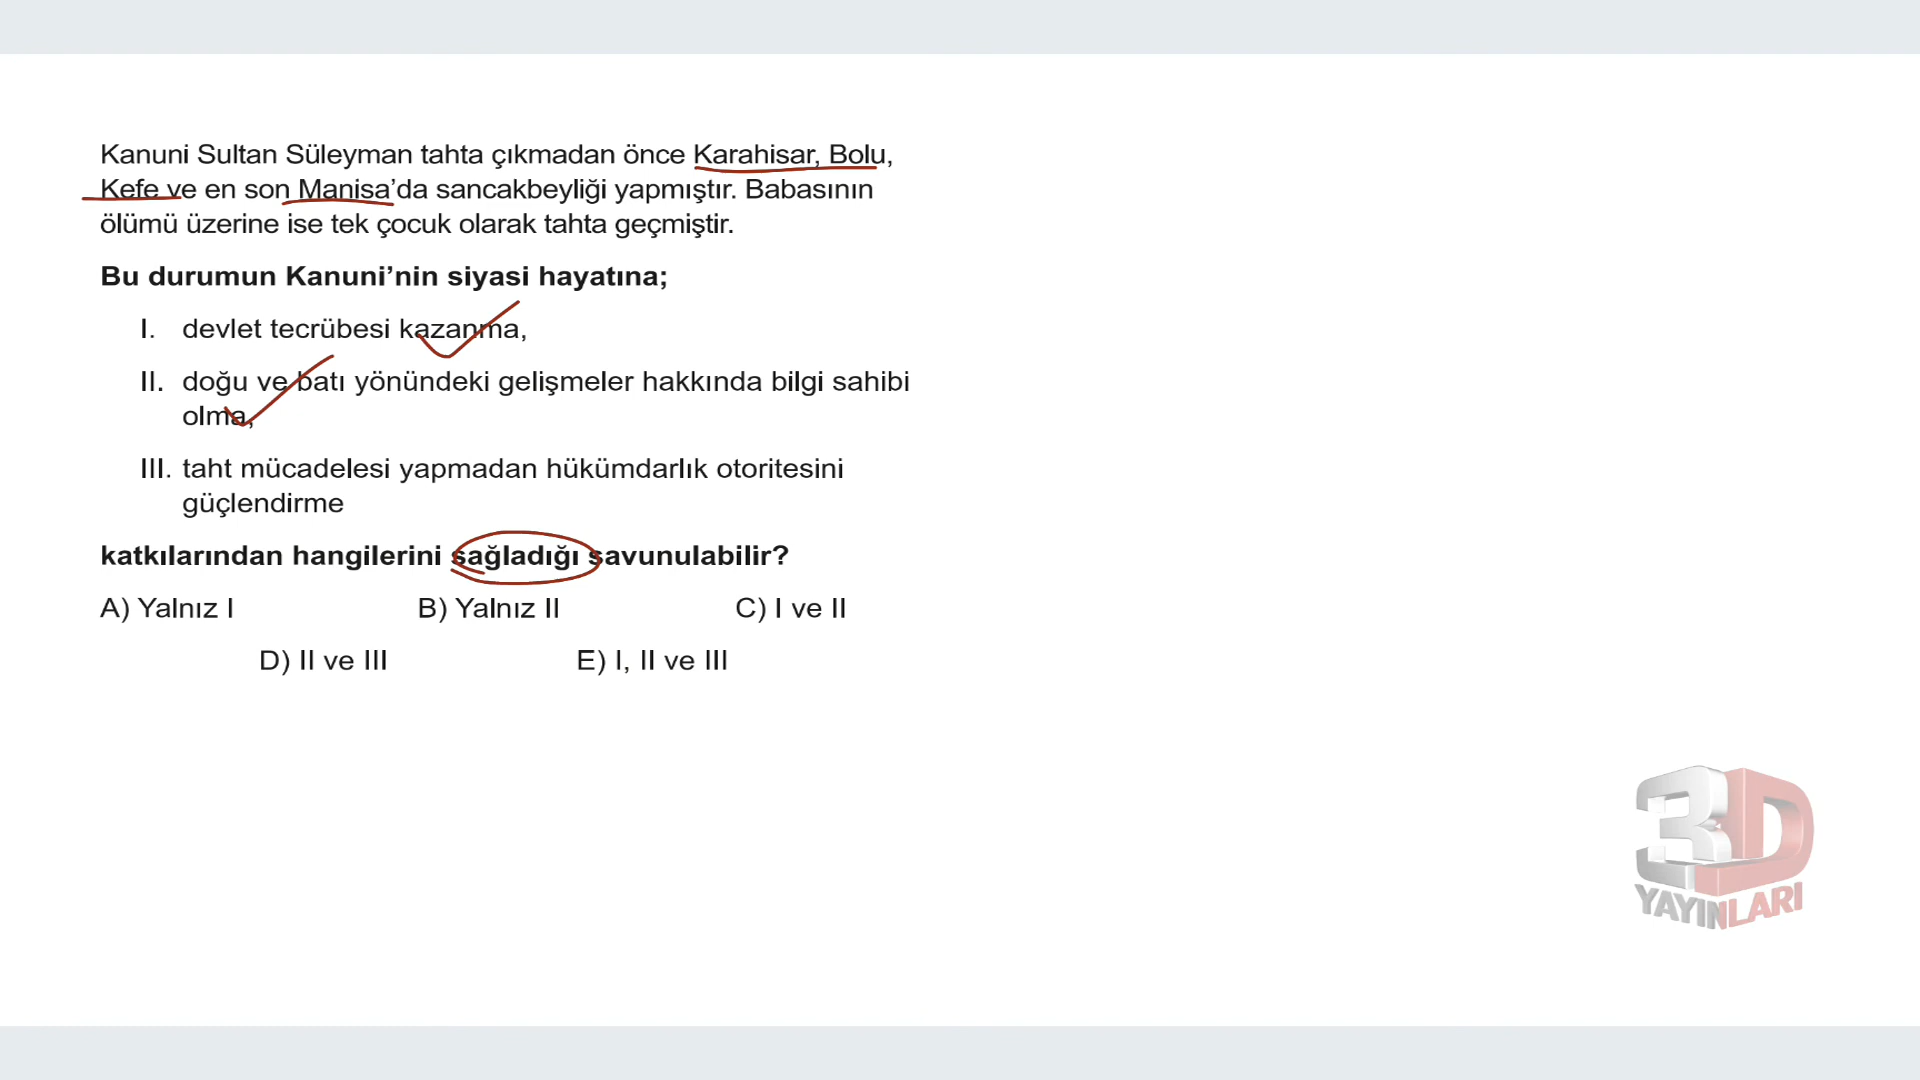 Kanuni Sultan Süleyman tahta çıkmadan önce Karahisar, Bolu,
Kefe ve en son Manisa’da sancakbeyliği yapmıştır. Babasının
ölümü üzerine ise tek çocuk olarak tahta geçmiştir.
Bu durumun Kanuni’nin siyasi hayatına;
I. devlet tecrübesi kazanma,
II. doğu ve batı yönündeki gelişmeler hakkında bilgi sahibi
olma,
III. taht mücadelesi yapmadan hükümdarlık otoritesini
güçlendirme
katkılarından hangilerini sağladığı savunulabilir?
A) Yalnız I B) Yalnız II C) I ve II
D) II ve III E) I, II ve III
3D
YAYINLARI